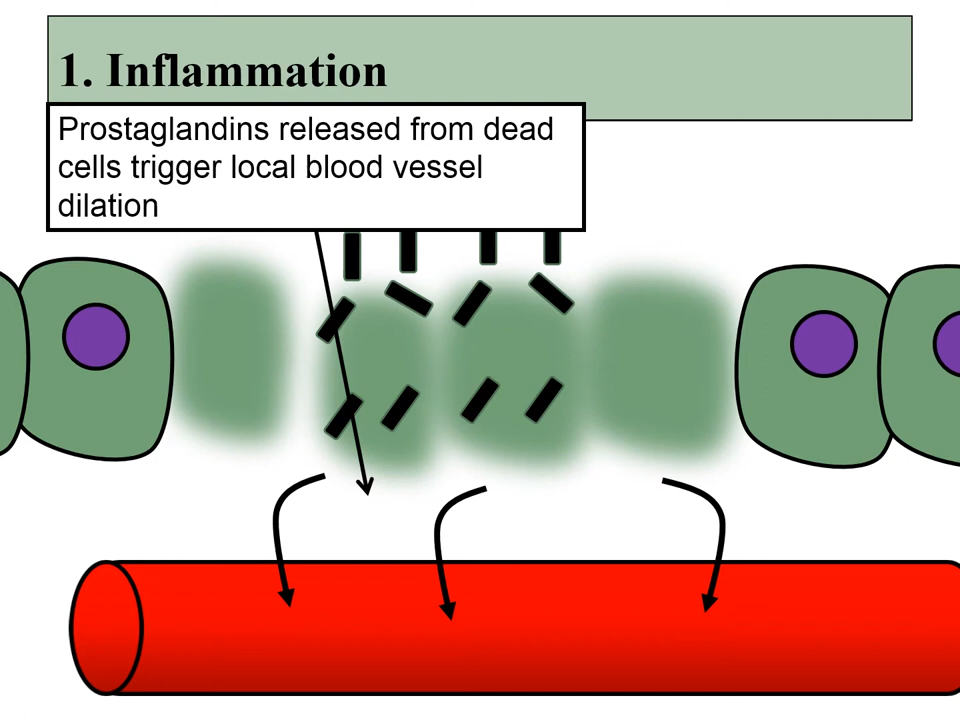 1. Inflammation
Prostaglandins released from dead
cells trigger local blood vessel
dilation